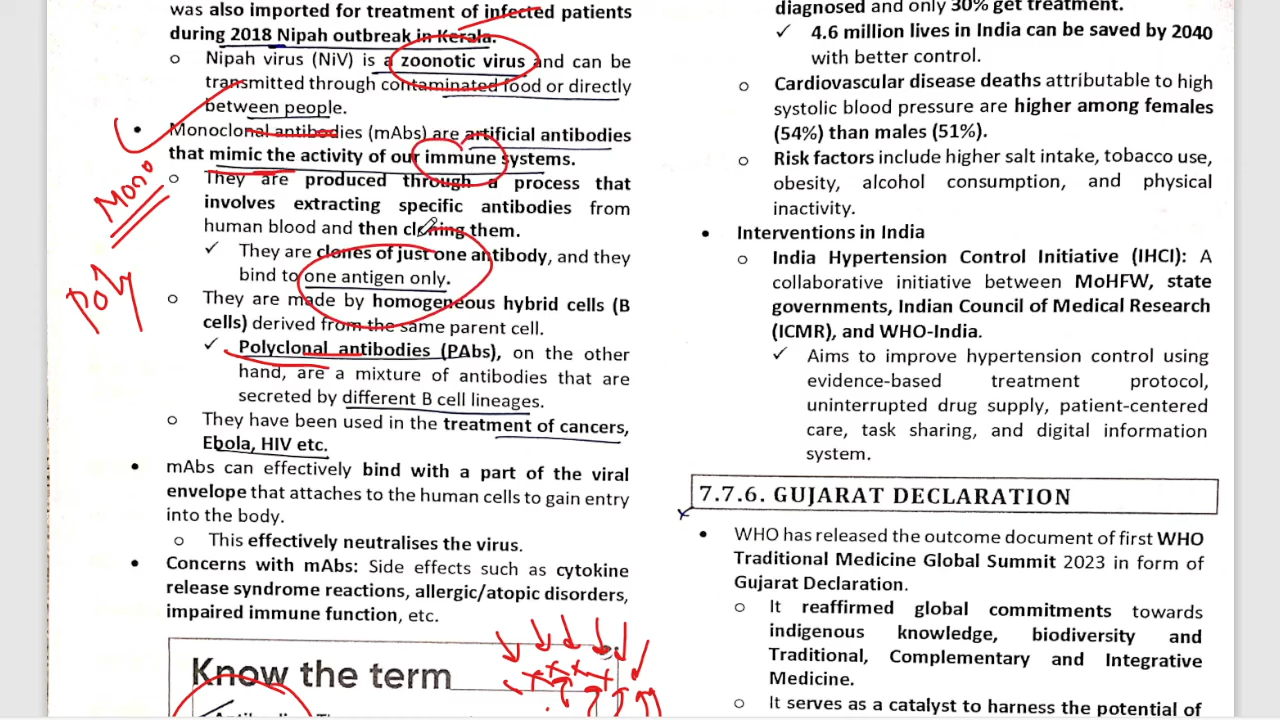 was also imported for treatment of infected patients
during 2018 Nipah outbreak in Kerala.
o Nipah virus (NiV) is a zoonotic virus and can be
transmitted through contaminated food or directly
between people.
• Monoclonal antibodies (mAbs) are artificial antibodies
that mimic the activity of our immune systems.
o They are produced through a process that
involves extracting specific antibodies from
human blood and then cloning them.
✓ They are clones of just one antibody, and they
bind to one antigen only.
o They are made by homogeneous hybrid cells (B
cells) derived from the same parent cell.
✓ Polyclonal antibodies (PAbs), on the other
hand, are a mixture of antibodies that are
secreted by different B cell lineages.
o They have been used in the treatment of cancers,
Ebola, HIV etc.
• mAbs can effectively bind with a part of the viral
envelope that attaches to the human cells to gain entry
into the body.
o This effectively neutralises the virus.
• Concerns with mAbs: Side effects such as cytokine
release syndrome reactions, allergic/atopic disorders,
impaired immune function, etc.
Know the term
Mono
Poly
diagnosed and only 30% get treatment.
✓ 4.6 million lives in India can be saved by 2040
with better control.
o Cardiovascular disease deaths attributable to high
systolic blood pressure are higher among females
(54%) than males (51%).
o Risk factors include higher salt intake, tobacco use,
obesity, alcohol consumption, and physical
inactivity.
• Interventions in India
o India Hypertension Control Initiative (IHCI): A
collaborative initiative between MoHFW, state
governments, Indian Council of Medical Research
(ICMR), and WHO-India.
✓ Aims to improve hypertension control using
evidence-based treatment protocol,
uninterrupted drug supply, patient-centered
care, task sharing, and digital information
system.
7.7.6. GUJARAT DECLARATION
• WHO has released the outcome document of first WHO
Traditional Medicine Global Summit 2023 in form of
Gujarat Declaration.
o It reaffirmed global commitments towards
indigenous knowledge, biodiversity and
Traditional, Complementary and Integrative
Medicine.
o It serves as a catalyst to harness the potential of